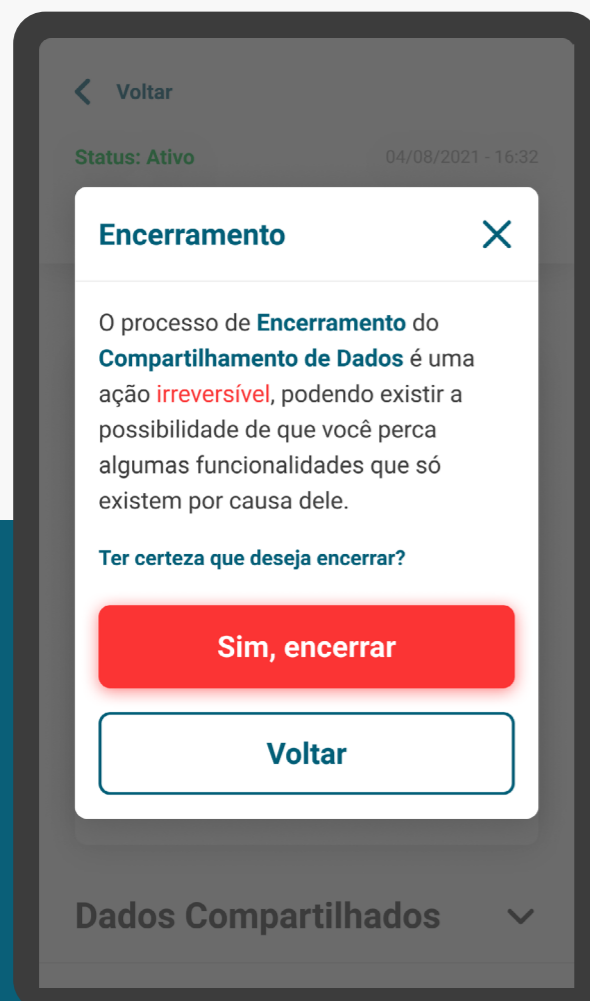 Voltar
Status: Ativo 04/08/2021 - 16:32
Encerramento
O processo de Encerramento do
Compartilhamento de Dados é uma
ação irreversível, podendo existir a
possibilidade de que você perca
algumas funcionalidades que só
existem por causa dele.
Ter certeza que deseja encerrar?
Sim, encerrar
Voltar
Dados Compartilhados